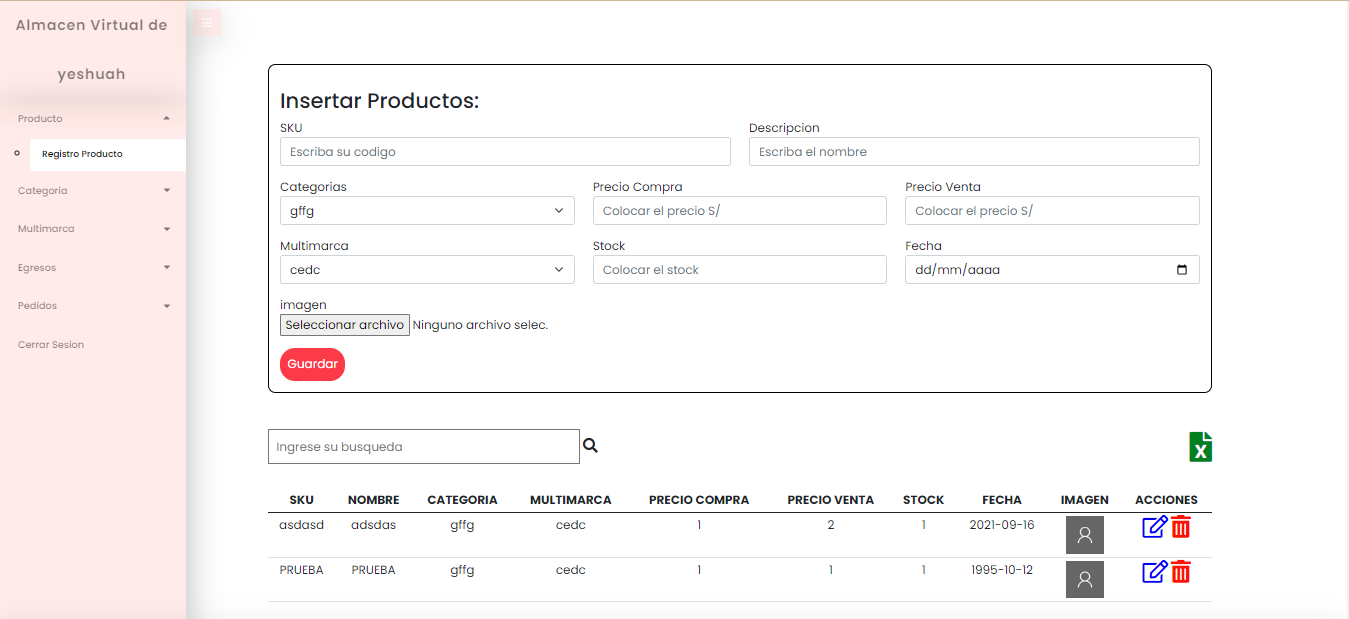 Almacen Virtual de
yeshuah
Producto
Registro Producto
Categoria
Multimarca
Egresos
Pedidos
Cerrar Sesion
Insertar Productos:
SKU Descripcion
Escriba su codigo Escriba el nombre
Categorias Precio Compra Precio Venta
gffg Colocar el precio S/ Colocar el precio S/
Multimarca Stock Fecha
cedc Colocar el stock dd/mm/aaaa
imagen
Seleccionar archivo Ninguno archivo selec.
Guardar
Ingrese su busqueda
SKU NOMBRE CATEGORIA MULTIMARCA PRECIO COMPRA PRECIO VENTA STOCK FECHA IMAGEN ACCIONES
asdasd adsdas gffg cedc 1 2 1 2021-09-16
PRUEBA PRUEBA gffg cedc 1 1 1 1995-10-12